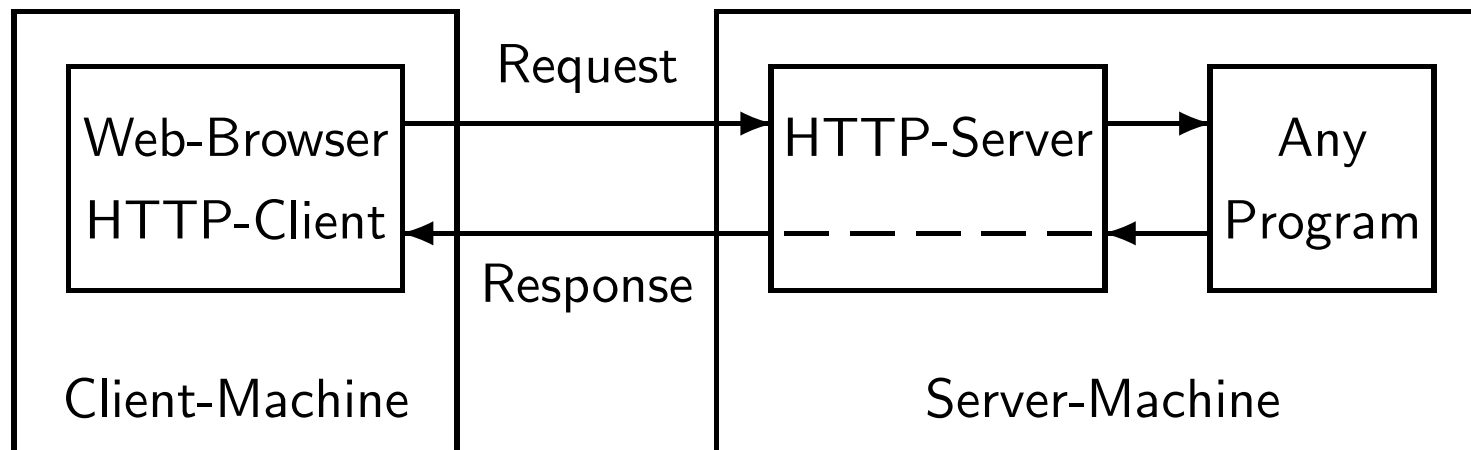 Request
Web-Browser
HTTP-Client
HTTP-Server
Any
Program
Response
Client-Machine
Server-Machine